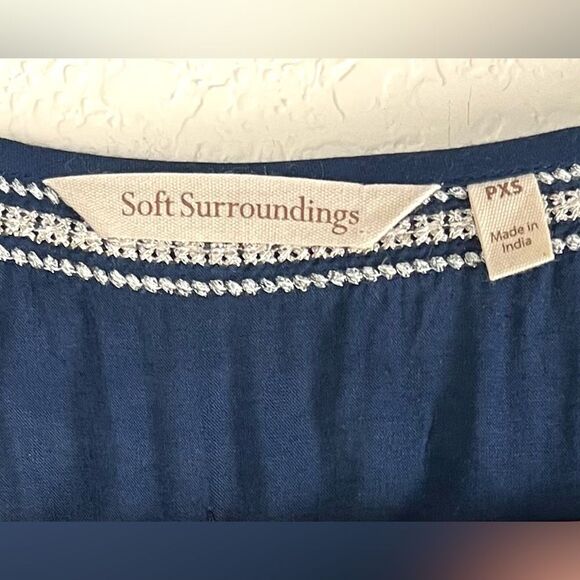 Soft Surroundings
PXS
Made in
India